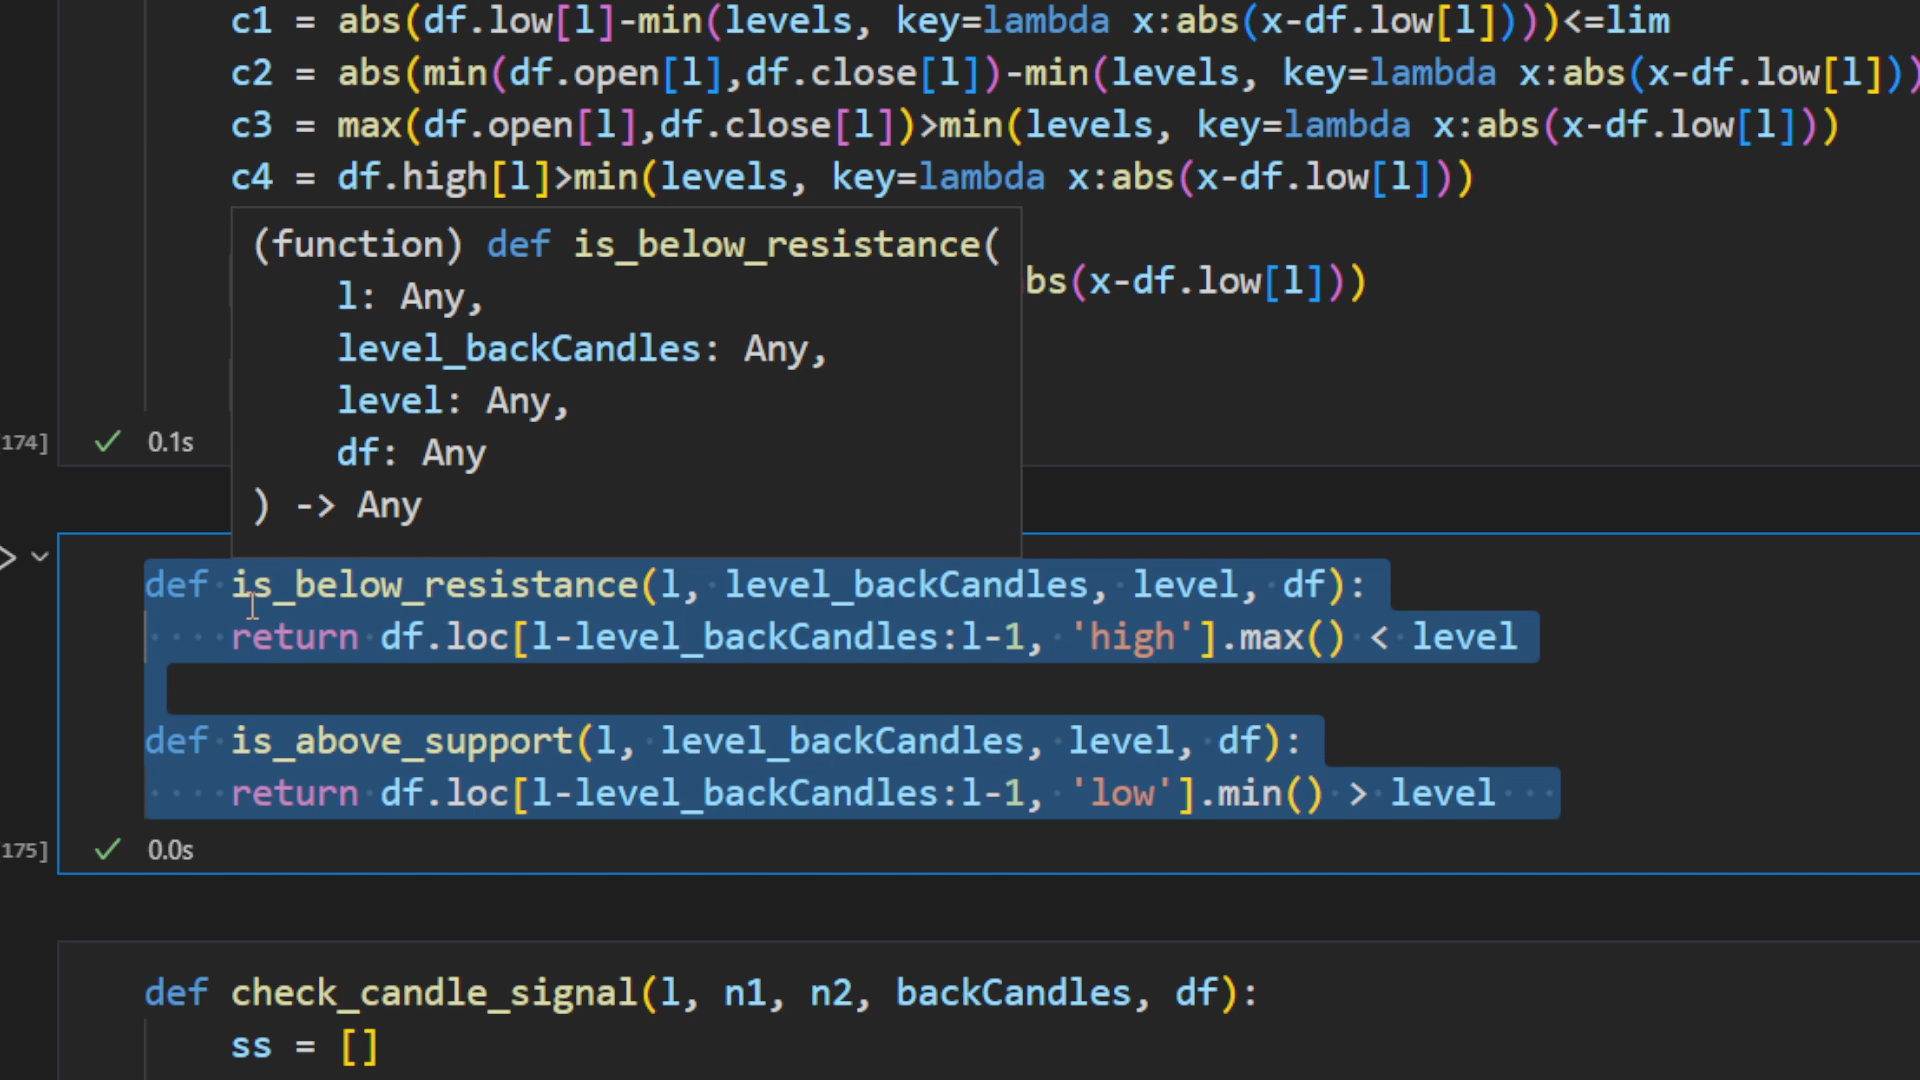 c1 = abs(df.low[l]-min(levels, key=lambda x:abs(x-df.low[l])))<=lim
c2 = abs(min(df.open[l],df.close[l])-min(levels, key=lambda x:abs(x-df.low[l]))
c3 = max(df.open[l],df.close[l])>min(levels, key=lambda x:abs(x-df.low[l]))
c4 = df.high[l]>min(levels, key=lambda x:abs(x-df.low[l]))
(function) def is_below_resistance(
bs(x-df.low[l]))
l: Any,
level_backCandles: Any,
level: Any,
df: Any
) -> Any
174]
0.1s
def is_below_resistance(l, level_backCandles, level, df):
return df.loc[l-level_backCandles:l-1, 'high'].max() < level
def is_above_support(l, level_backCandles, level, df):
return df.loc[l-level_backCandles:l-1, 'low'].min() > level
175]
0.0s
def check_candle_signal(l, n1, n2, backCandles, df):
ss = []